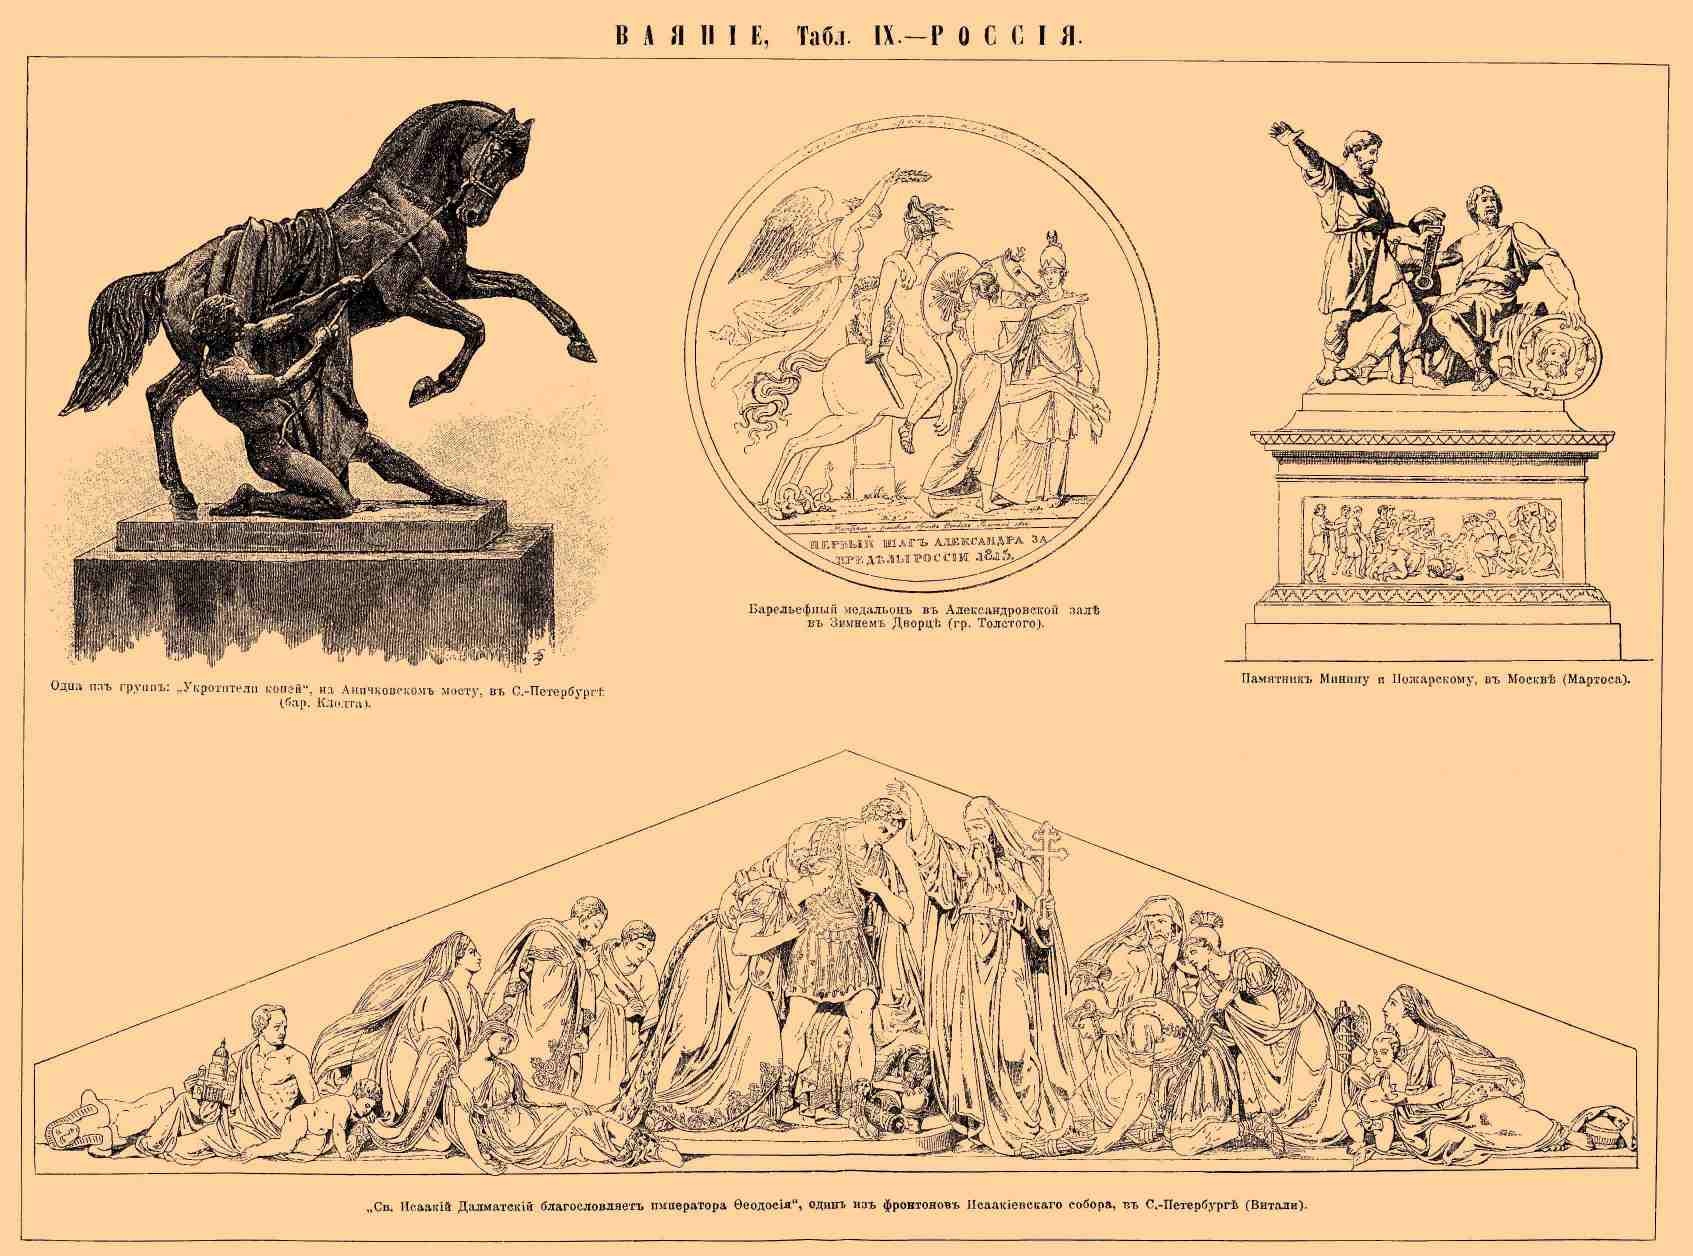 ВАЯНІЕ, Табл. IX.—РОССІЯ.
ПЕРВЫЙ ШАГЪ АЛЕКСАНДРА ЗА
ПРЕДѢЛЫ РОССІИ 1813.
Барельефный медальонъ въ Александровской залѣ
въ Зимнемъ Дворцѣ (гр. Толстого).
Одна изъ группъ: „Укротители коней“, на Аничковскомъ мосту, въ С.-Петербургѣ
(бар. Клодта).
Памятникъ Минину и Пожарскому, въ Москвѣ (Мартоса).
„Св. Исаакій Далматскій благословляетъ императора Ѳеодосія“, одинъ изъ фронтоновъ Исаакіевскаго собора, въ С.-Петербургѣ (Витали).